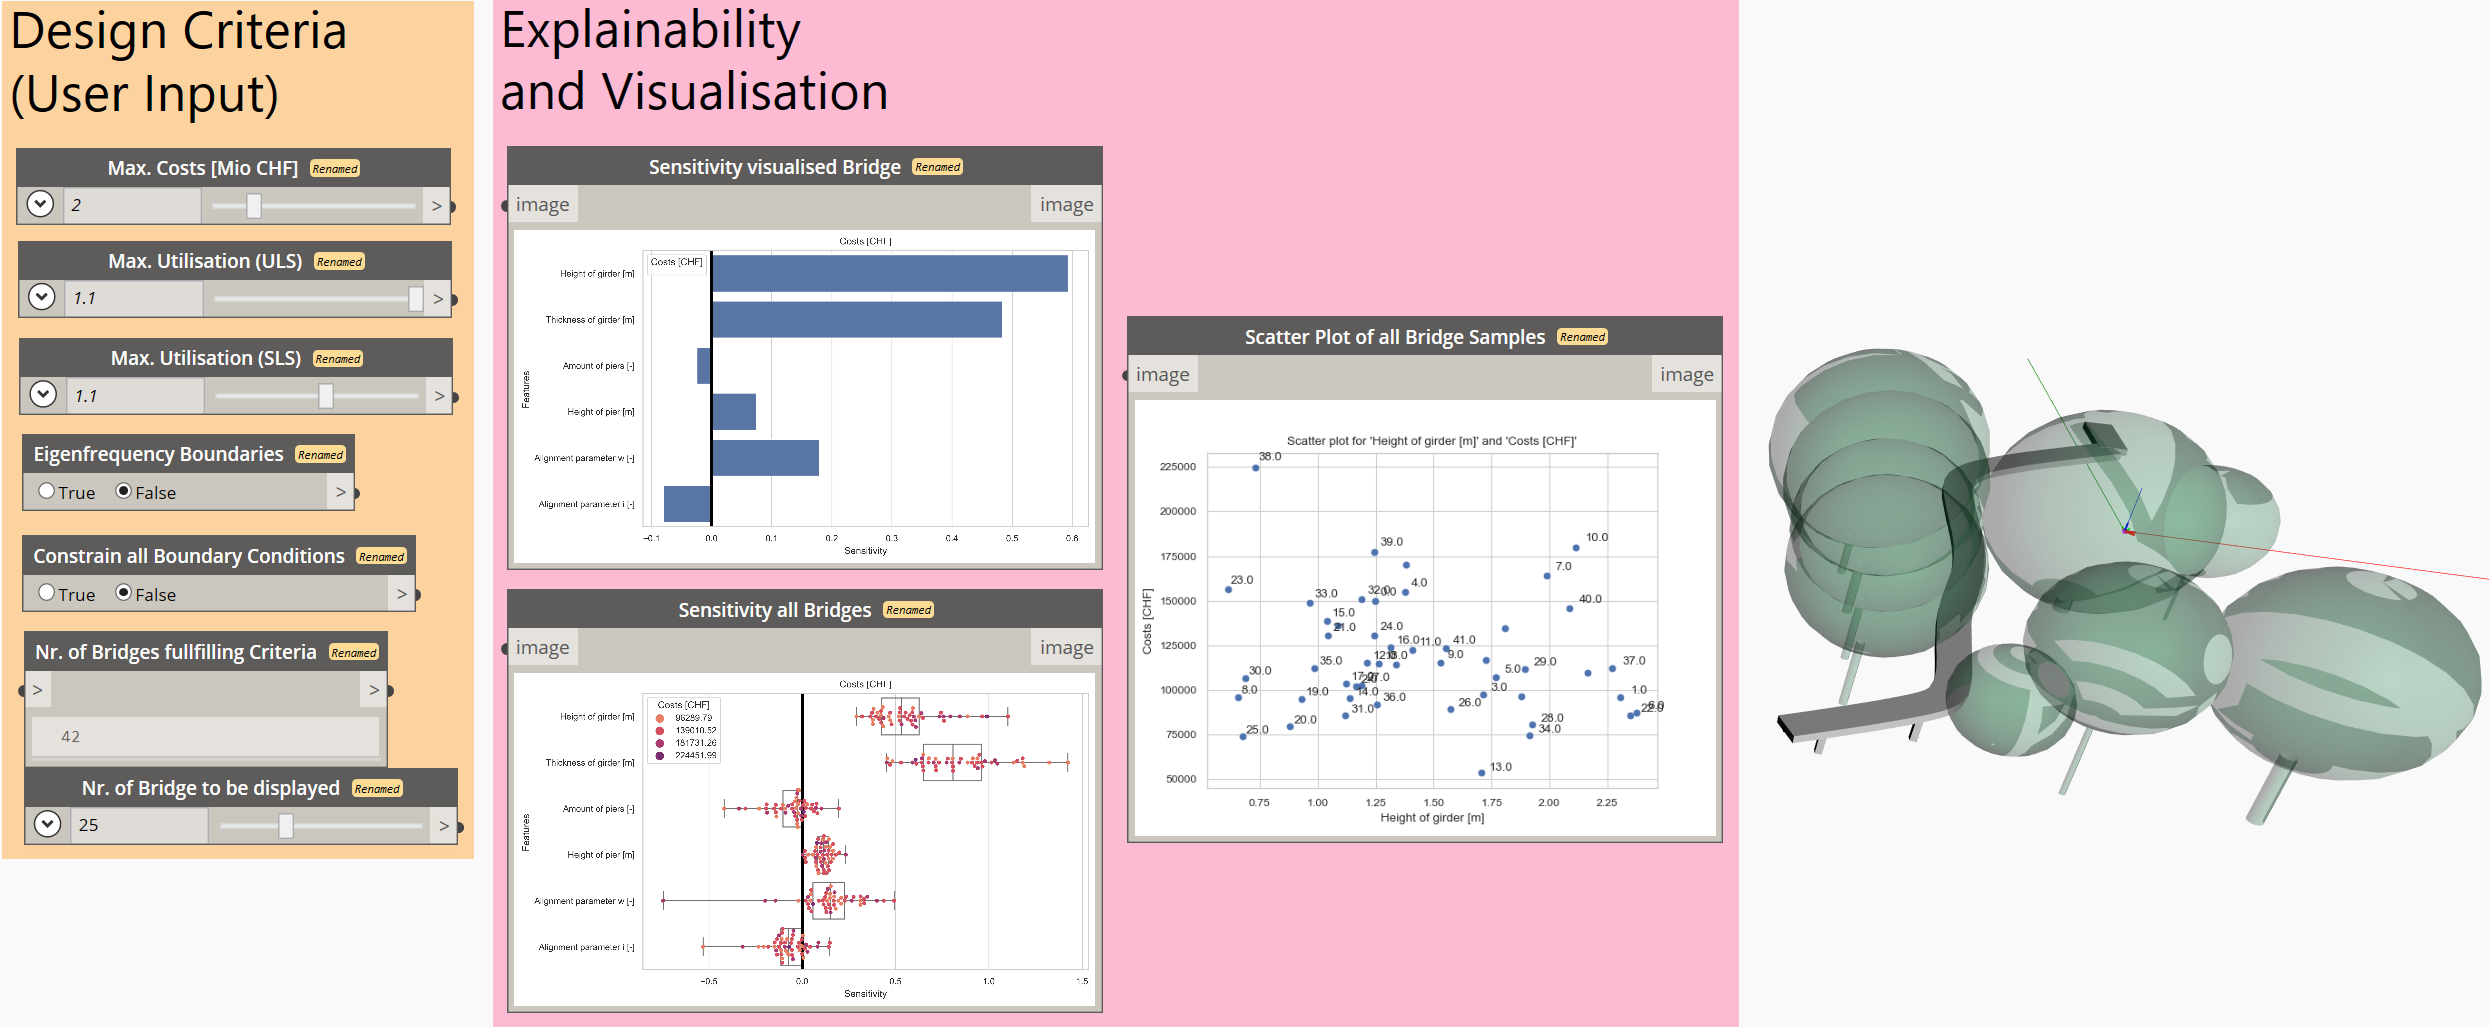 Design Criteria
(User Input)
Max. Costs [Mio CHF] Renamed
2 >
Max. Utilisation (ULS) Renamed
1.1 >
Max. Utilisation (SLS) Renamed
1.1 >
Eigenfrequency Boundaries Renamed
True False >
Constrain all Boundary Conditions Renamed
True False >
Nr. of Bridges fullfilling Criteria Renamed
> >
42
Nr. of Bridge to be displayed Renamed
25 >
Explainability
and Visualisation
Sensitivity visualised Bridge Renamed
image image
Costs [CHF]
Costs [CHF]
Features
Height of girder [m]
Thickness of girder [m]
Amount of piers [-]
Height of pier [m]
Alignment parameter w [-]
Alignment parameter i [-]
−0.1 0.0 0.1 0.2 0.3 0.4 0.5 0.6
Sensitivity
Sensitivity all Bridges Renamed
image image
Costs [CHF]
Costs [CHF]
96289.79
139010.52
181731.26
224451.99
Features
Height of girder [m]
Thickness of girder [m]
Amount of piers [-]
Height of pier [m]
Alignment parameter w [-]
Alignment parameter i [-]
−0.5 0.0 0.5 1.0 1.5
Sensitivity
Scatter Plot of all Bridge Samples Renamed
image image
Scatter plot for 'Height of girder [m]' and 'Costs [CHF]'
Costs [CHF]
225000
200000
175000
150000
125000
100000
75000
50000
38.0
39.0
10.0
7.0
23.0
4.0
33.0
40.0
15.0
24.0
16.0
11.0
41.0
9.0
35.0
29.0
37.0
30.0
5.0
8.0
19.0
14.0
36.0
3.0
1.0
31.0
26.0
20.0
28.0
25.0
34.0
13.0
0.75 1.00 1.25 1.50 1.75 2.00 2.25
Height of girder [m]